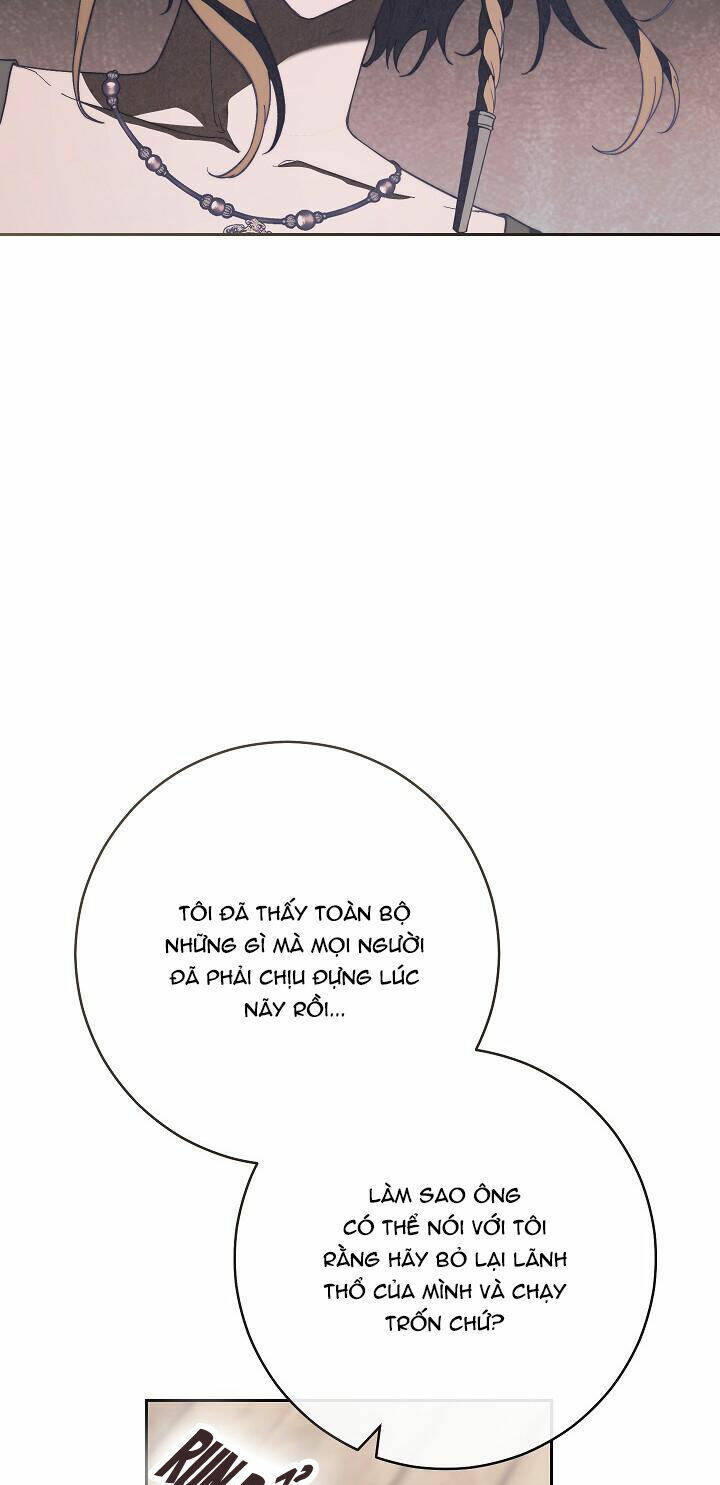 TÔI ĐÃ THẤY TOÀN BỘ
NHỮNG GÌ MÀ MỌI NGƯỜI
ĐÃ PHẢI CHỊU ĐỰNG LÚC
NÃY RỒI...
LÀM SAO ÔNG
CÓ THỂ NÓI VỚI TÔI
RẰNG HÃY BỎ LẠI LÃNH
THỔ CỦA MÌNH VÀ CHẠY
TRỐN CHỨ?
RUN